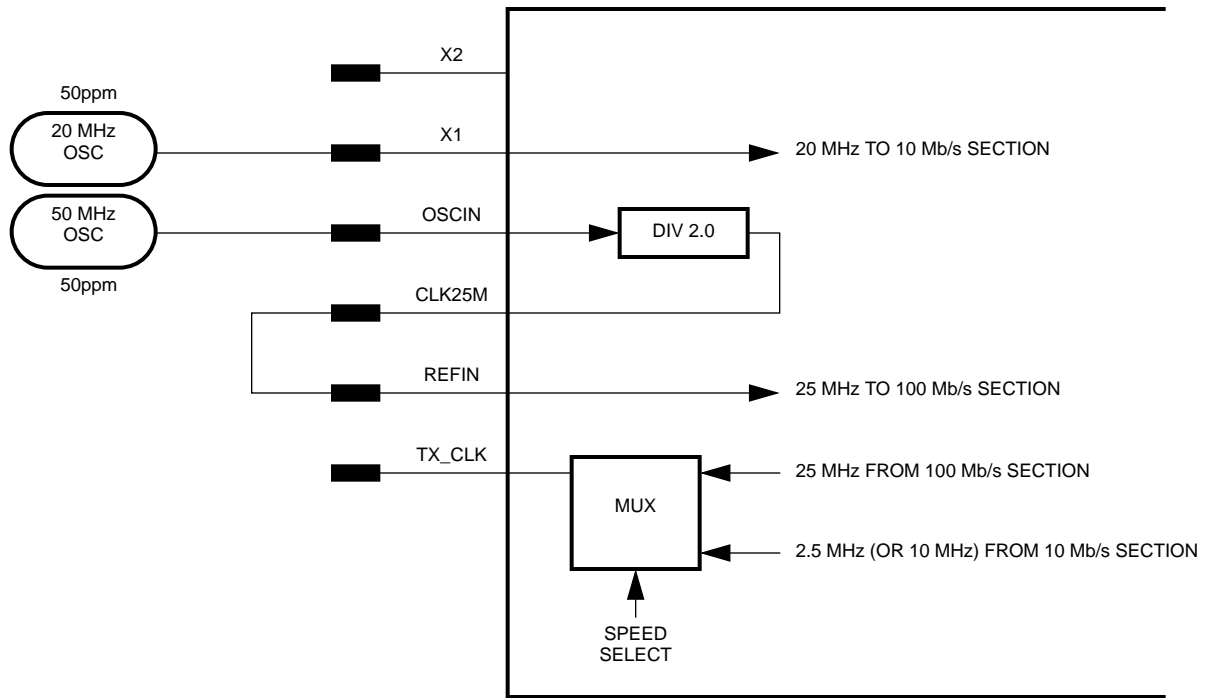 X2
50ppm
20 MHz
OSC
X1
20 MHz TO 10 Mb/s SECTION
50 MHz
OSC
OSCIN
DIV 2.0
50ppm
CLK25M
REFIN
25 MHz TO 100 Mb/s SECTION
TX_CLK
25 MHz FROM 100 Mb/s SECTION
MUX
2.5 MHz (OR 10 MHz) FROM 10 Mb/s SECTION
SPEED
SELECT